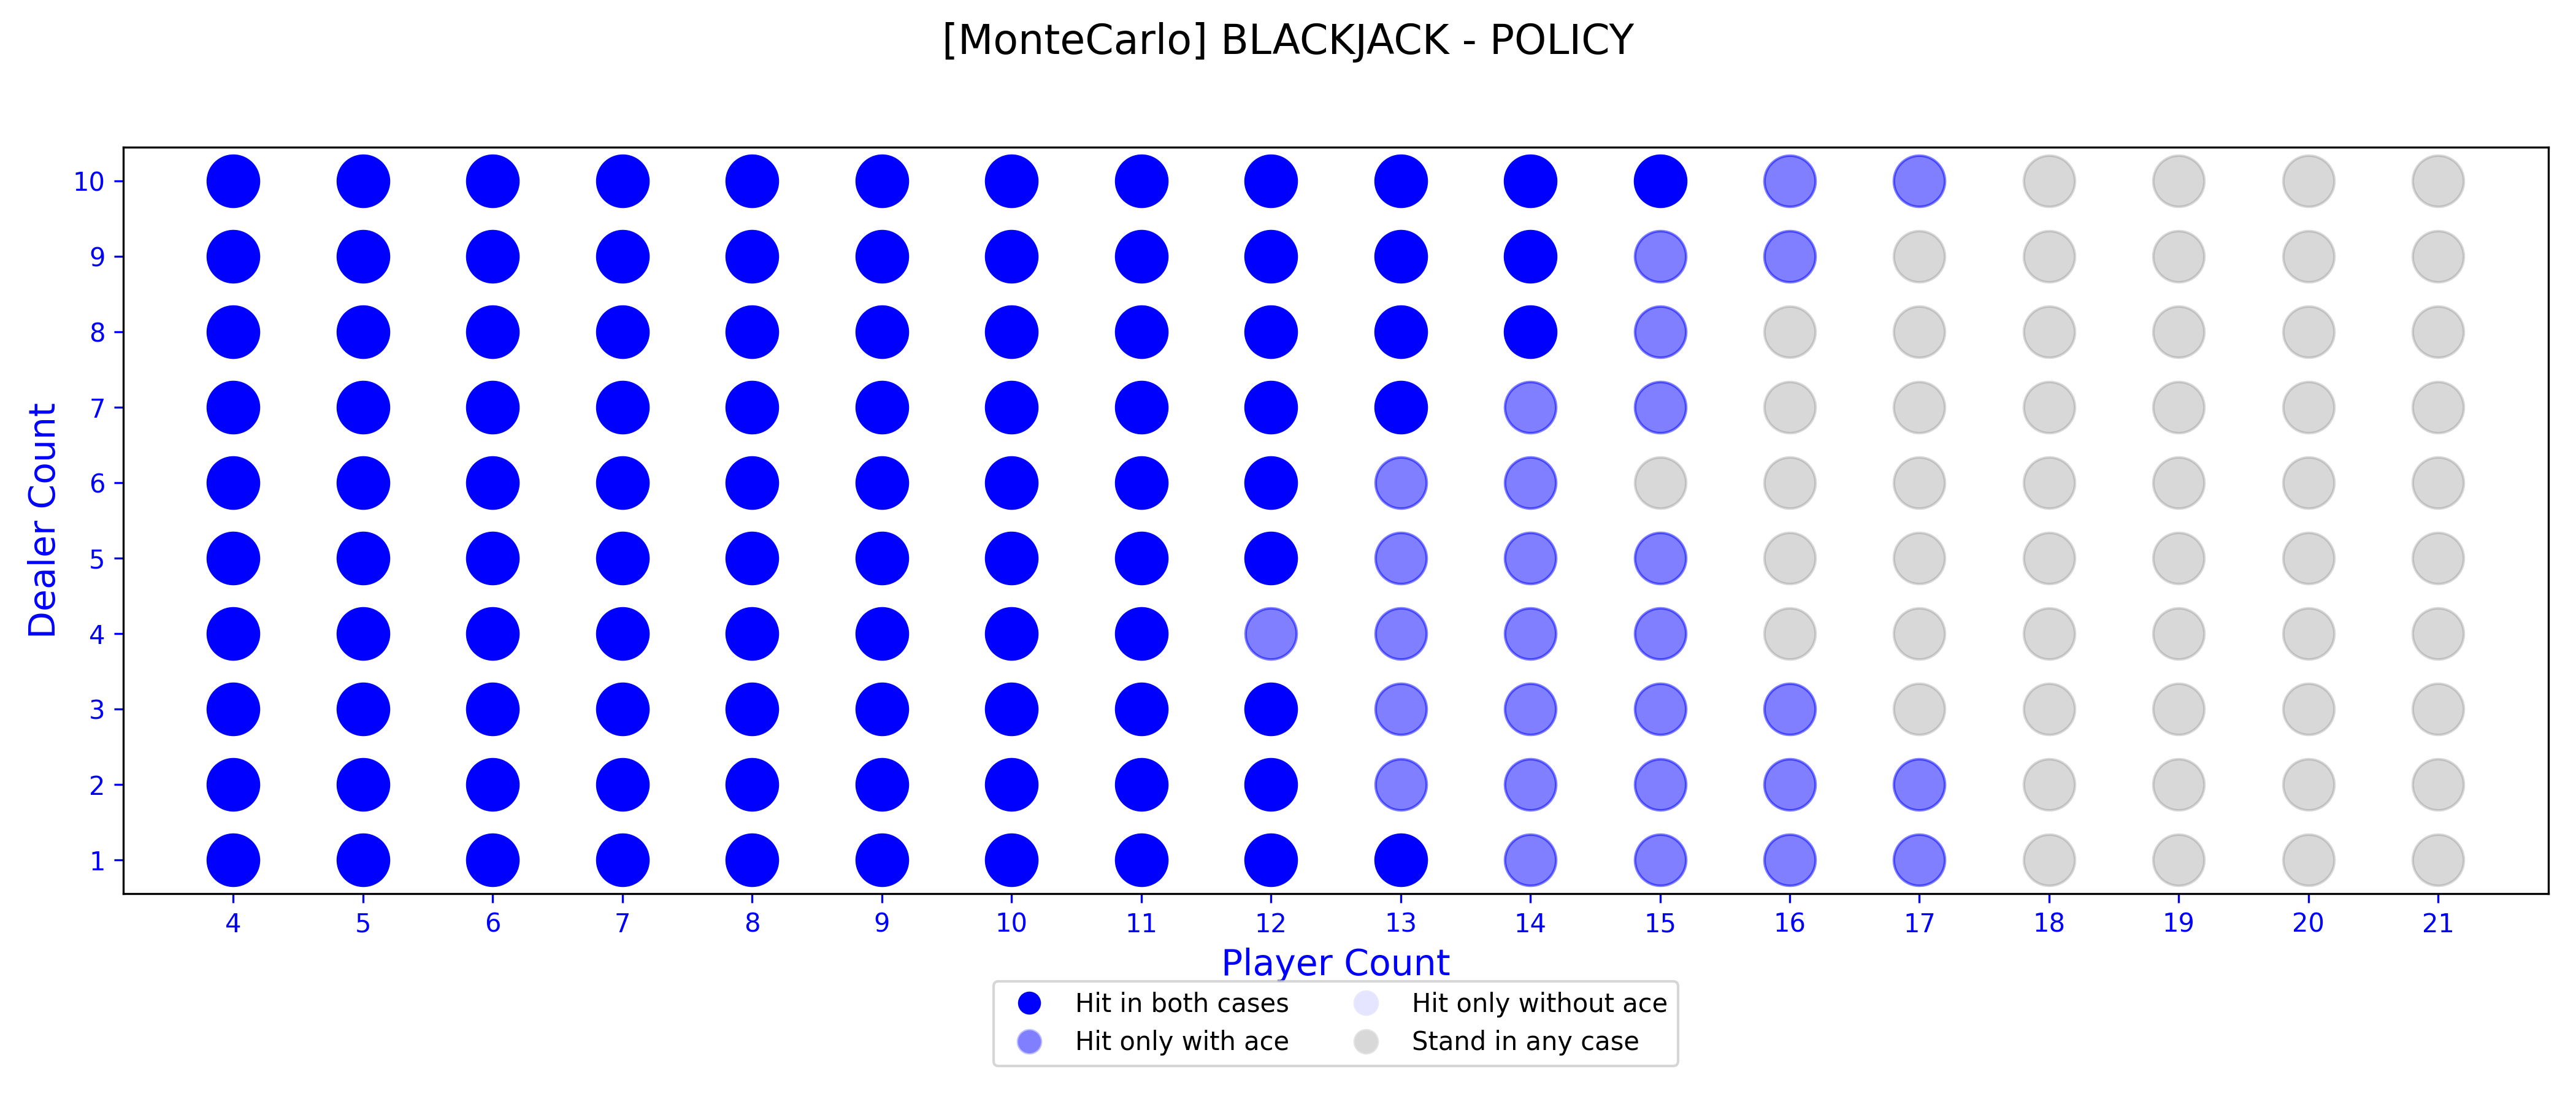 [MonteCarlo] BLACKJACK - POLICY
Dealer Count
10
9
8
7
6
5
4
3
2
1
4 5 6 7 8 9 10 11 12 13 14 15 16 17 18 19 20 21
Player Count
Hit in both cases
Hit only with ace
Hit only without ace
Stand in any case